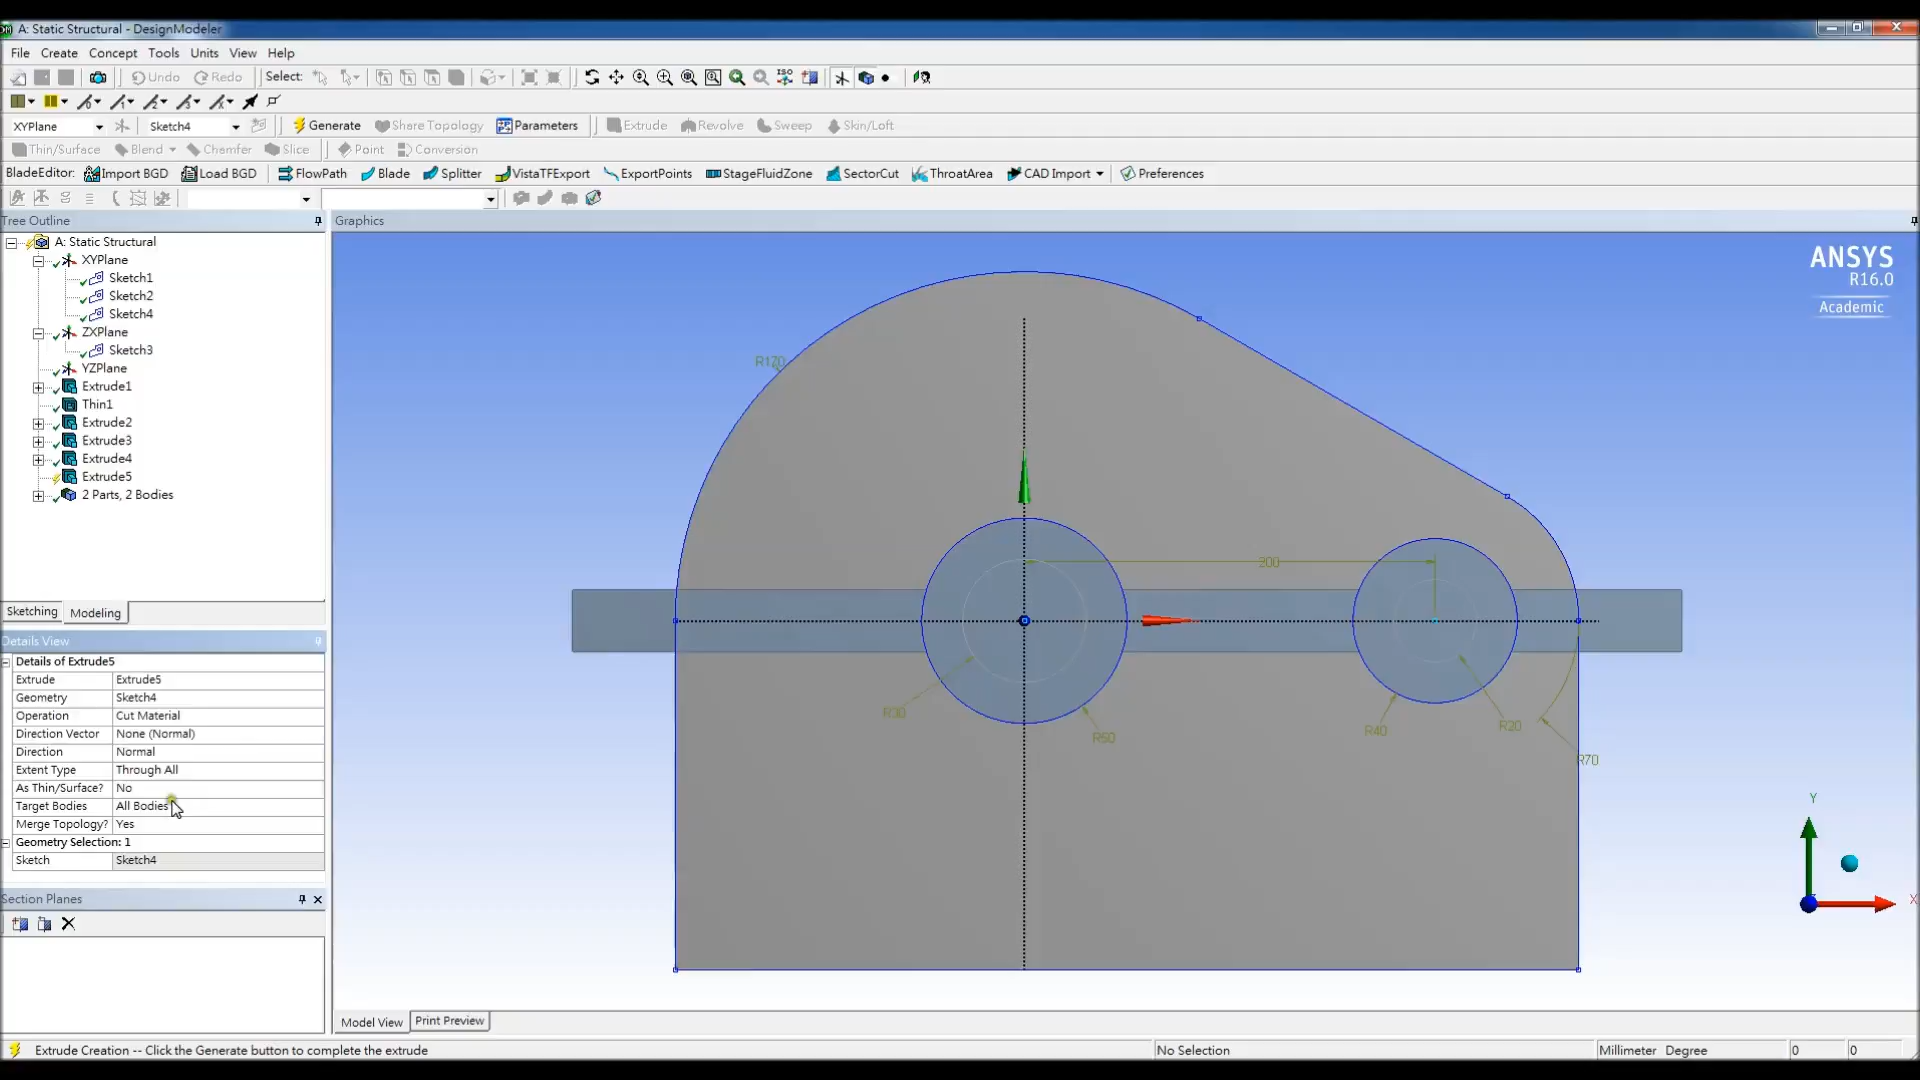 A: Static Structural - DesignModeler
File Create Concept Tools Units View Help
Undo Redo Select: ISO
XYPlane Sketch4 Generate Share Topology Parameters Extrude Revolve Sweep Skin/Loft
Thin/Surface Blend Chamfer Slice Point Conversion
BladeEditor: Import BGD Load BGD FlowPath Blade Splitter VistaTFExport ExportPoints StageFluidZone SectorCut ThroatArea CAD Import Preferences
Tree Outline
A: Static Structural
XYPlane
Sketch1
Sketch2
Sketch4
ZXPlane
Sketch3
YZPlane
Extrude1
Thin1
Extrude2
Extrude3
Extrude4
Extrude5
2 Parts, 2 Bodies
Sketching Modeling
Details View
Details of Extrude5
Extrude Extrude5
Geometry Sketch4
Operation Cut Material
Direction Vector None (Normal)
Direction Normal
Extent Type Through All
As Thin/Surface? No
Target Bodies All Bodies
Merge Topology? Yes
Geometry Selection: 1
Sketch Sketch4
Section Planes
Graphics
ANSYS
R16.0
Academic
R170
200
R30
R50
R40
R20
R70
Y
X
Model View Print Preview
Extrude Creation -- Click the Generate button to complete the extrude No Selection Millimeter Degree 0 0